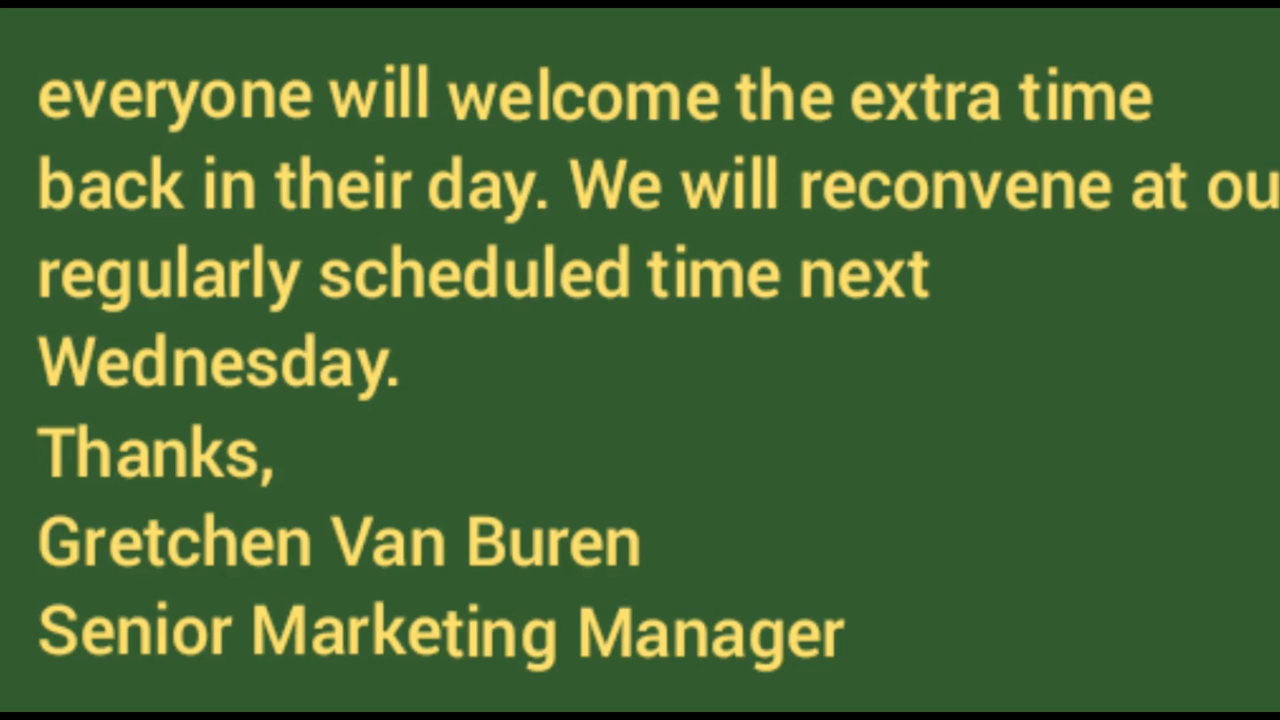 everyone will welcome the extra time
back in their day. We will reconvene at ou
regularly scheduled time next
Wednesday.
Thanks,
Gretchen Van Buren
Senior Marketing Manager